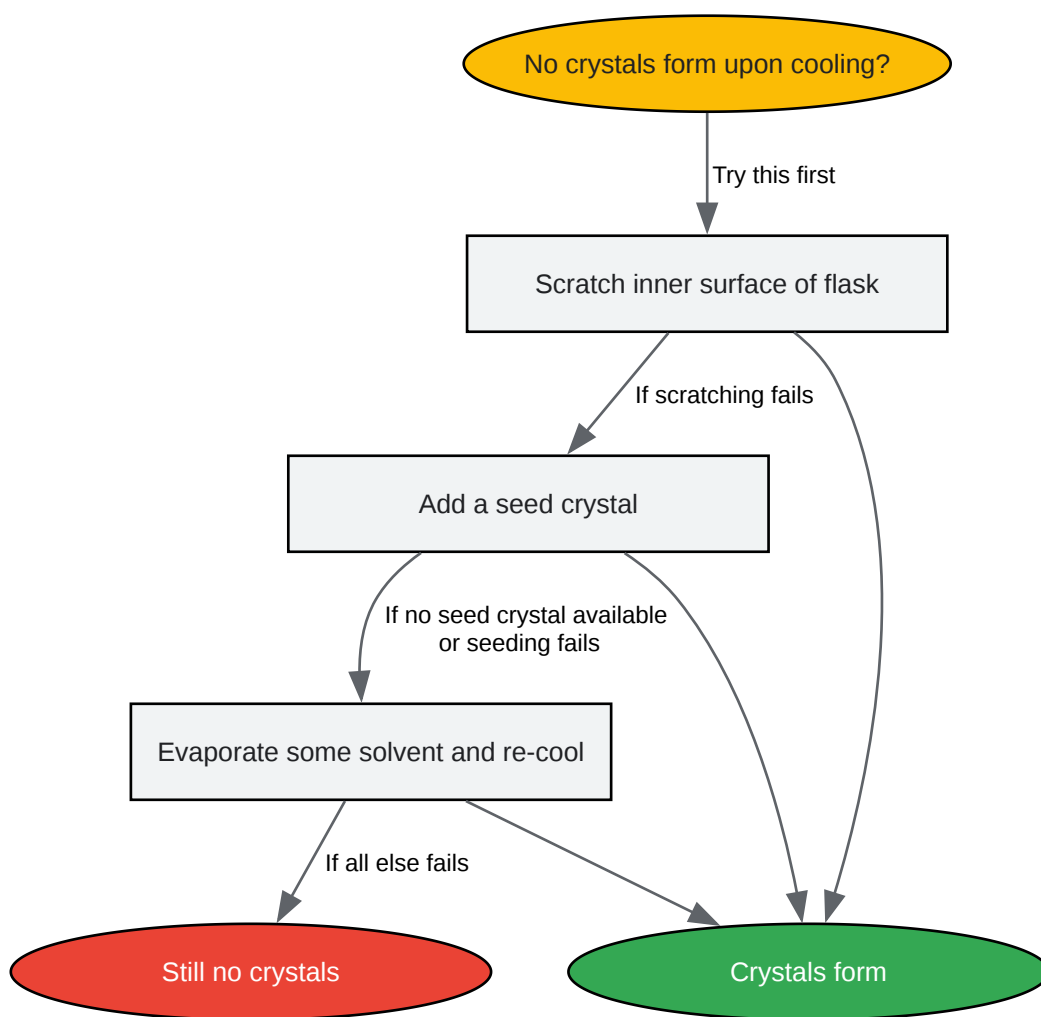 No crystals form upon cooling?
Try this first
Scratch inner surface of flask
If scratching fails
Add a seed crystal
If no seed crystal available
or seeding fails
Evaporate some solvent and re-cool
If all else fails
Still no crystals
Crystals form